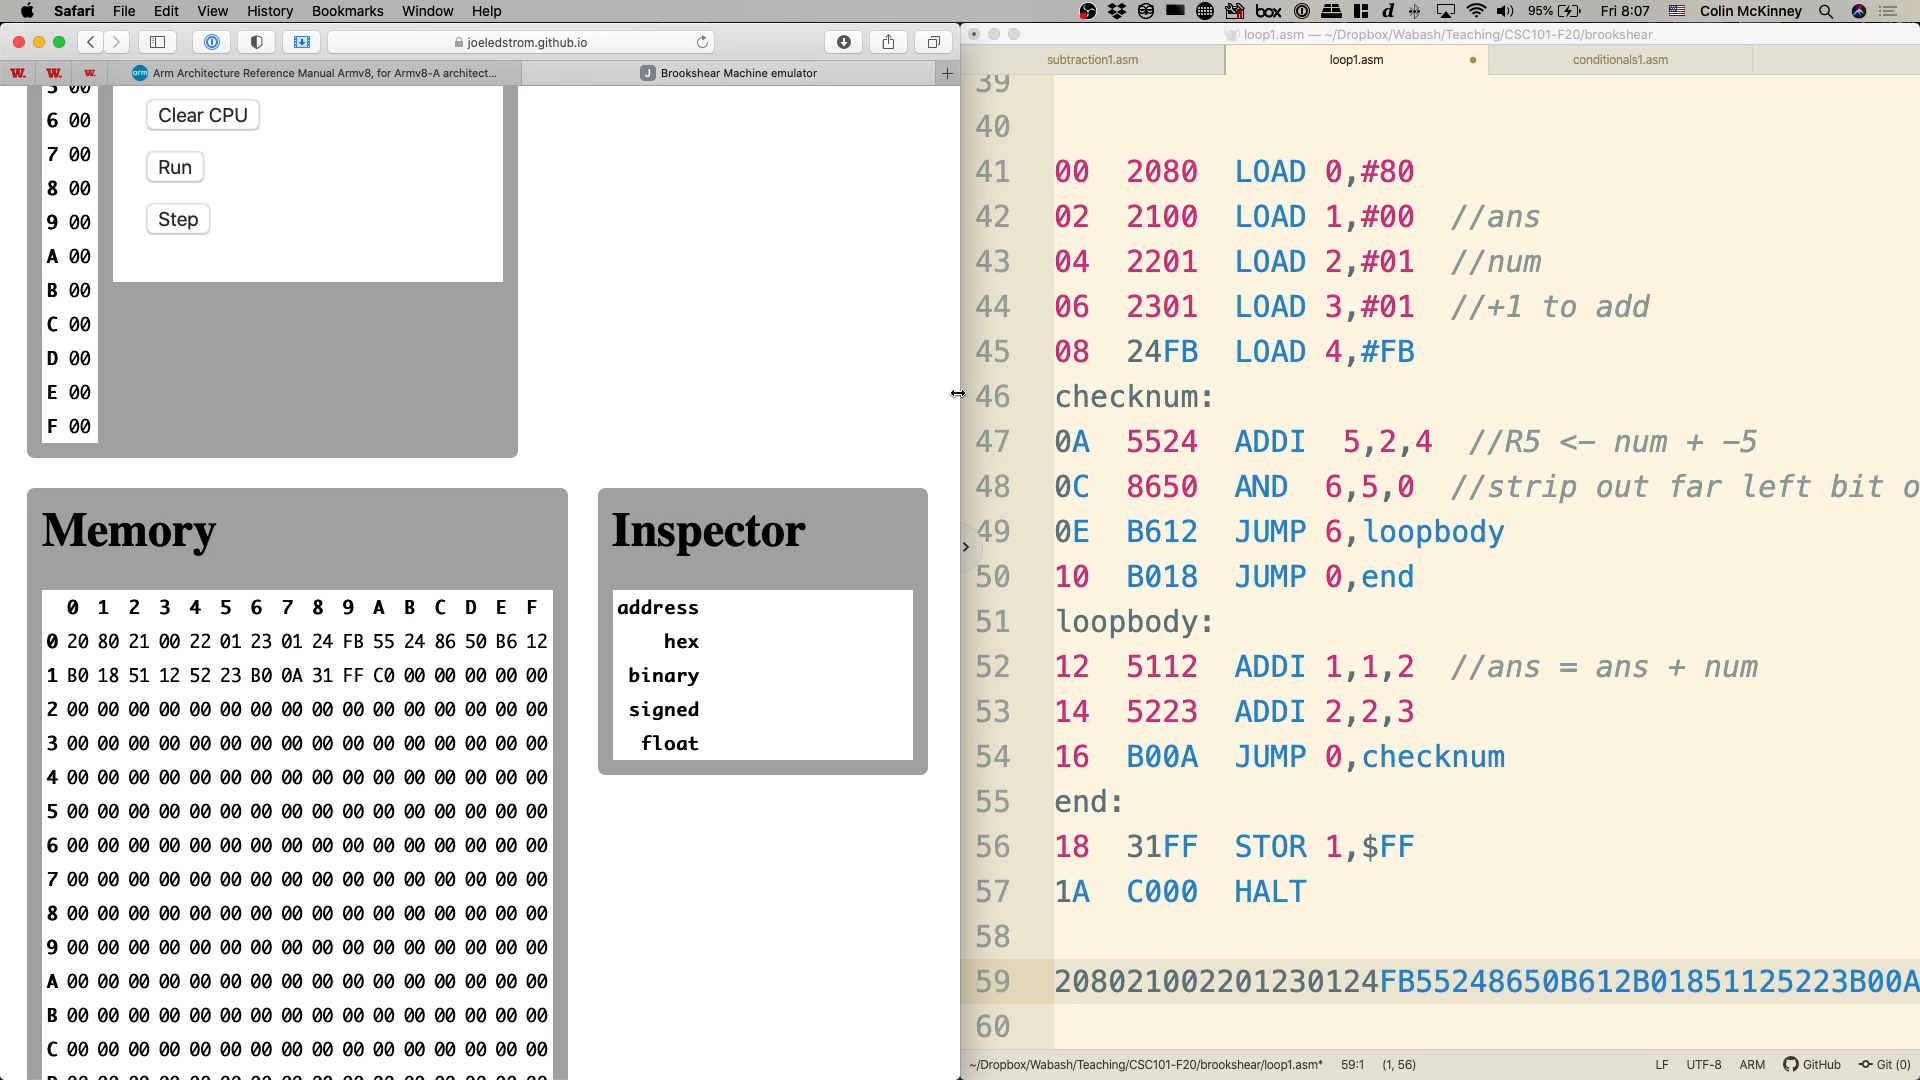 Safari File Edit View History Bookmarks Window Help
box 95% Fri 8:07 Colin McKinney
joeledstrom.github.io
Arm Architecture Reference Manual Armv8, for Armv8-A architect...
Brookshear Machine emulator
loop1.asm — ~/Dropbox/Wabash/Teaching/CSC101-F20/brookshear
subtraction1.asm
loop1.asm
conditionals1.asm
5 00
6 00
7 00
8 00
9 00
A 00
B 00
C 00
D 00
E 00
F 00
Clear CPU
Run
Step
Memory
0 1 2 3 4 5 6 7 8 9 A B C D E F
0 20 80 21 00 22 01 23 01 24 FB 55 24 86 50 B6 12
1 B0 18 51 12 52 23 B0 0A 31 FF C0 00 00 00 00 00
2 00 00 00 00 00 00 00 00 00 00 00 00 00 00 00 00
3 00 00 00 00 00 00 00 00 00 00 00 00 00 00 00 00
4 00 00 00 00 00 00 00 00 00 00 00 00 00 00 00 00
5 00 00 00 00 00 00 00 00 00 00 00 00 00 00 00 00
6 00 00 00 00 00 00 00 00 00 00 00 00 00 00 00 00
7 00 00 00 00 00 00 00 00 00 00 00 00 00 00 00 00
8 00 00 00 00 00 00 00 00 00 00 00 00 00 00 00 00
9 00 00 00 00 00 00 00 00 00 00 00 00 00 00 00 00
A 00 00 00 00 00 00 00 00 00 00 00 00 00 00 00 00
B 00 00 00 00 00 00 00 00 00 00 00 00 00 00 00 00
C 00 00 00 00 00 00 00 00 00 00 00 00 00 00 00 00
Inspector
address
hex
binary
signed
float
39
40
41 00 2080 LOAD 0,#80
42 02 2100 LOAD 1,#00 //ans
43 04 2201 LOAD 2,#01 //num
44 06 2301 LOAD 3,#01 //+1 to add
45 08 24FB LOAD 4,#FB
46 checknum:
47 0A 5524 ADDI 5,2,4 //R5 <- num + -5
48 0C 8650 AND 6,5,0 //strip out far left bit o
49 0E B612 JUMP 6,loopbody
50 10 B018 JUMP 0,end
51 loopbody:
52 12 5112 ADDI 1,1,2 //ans = ans + num
53 14 5223 ADDI 2,2,3
54 16 B00A JUMP 0,checknum
55 end:
56 18 31FF STOR 1,$FF
57 1A C000 HALT
58
59 208021002201230124FB55248650B612B01851125223B00A
60
~/Dropbox/Wabash/Teaching/CSC101-F20/brookshear/loop1.asm* 59:1 (1, 56) LF UTF-8 ARM GitHub Git (0)